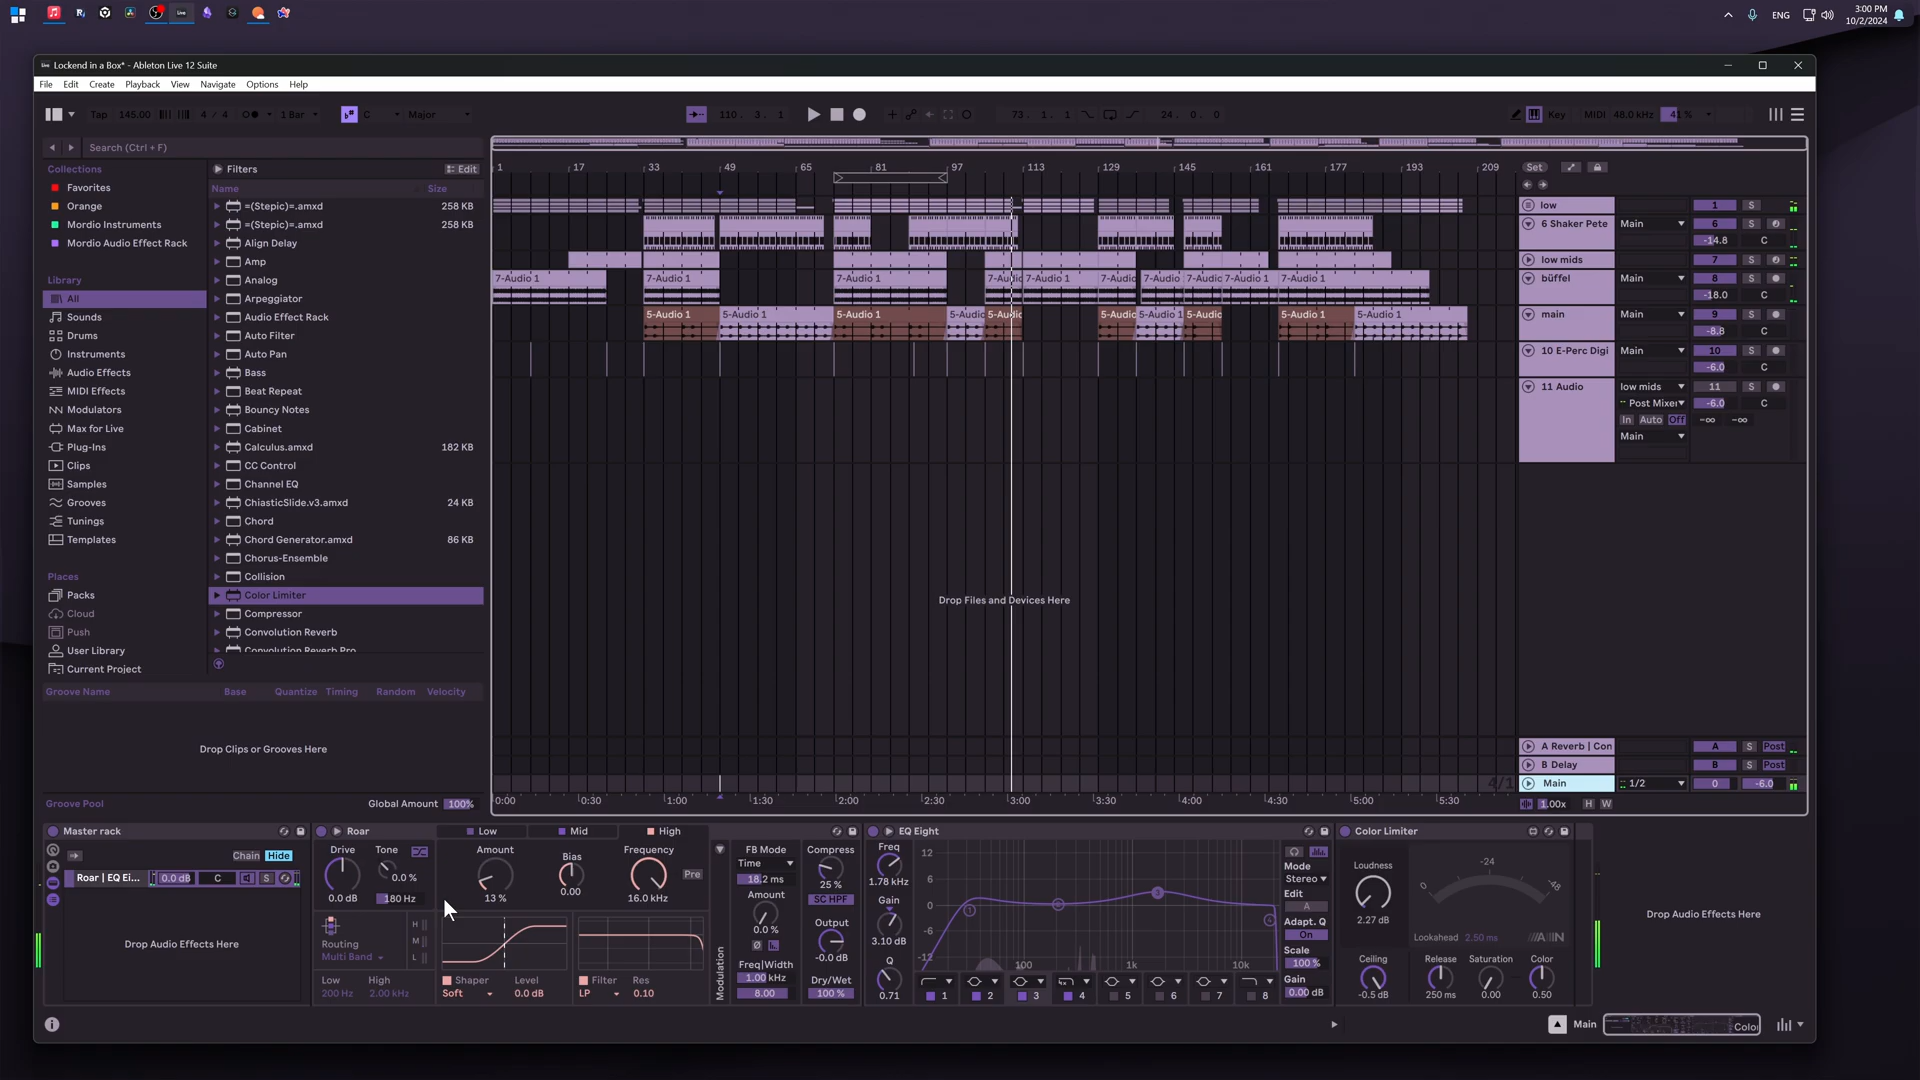 ENG
3:00 PM
10/2/2024
Live Lockend in a Box* - Ableton Live 12 Suite
File Edit Create Playback View Navigate Options Help
Tap 145.00 4 / 4 1 Bar C Major
110. 3. 1
73. 1. 1 24. 0. 0
Key MIDI 48.0 kHz 41 %
Search (Ctrl + F)
Collections
Favorites
Orange
Mordio Instruments
Mordio Audio Effect Rack
Library
All
Sounds
Drums
Instruments
Audio Effects
MIDI Effects
Modulators
Max for Live
Plug-Ins
Clips
Samples
Grooves
Tunings
Templates
Places
Packs
Cloud
Push
User Library
Current Project
Filters Edit
Name Size
=(Stepic)=.amxd 258 KB
=(Stepic)=.amxd 258 KB
Align Delay
Amp
Analog
Arpeggiator
Audio Effect Rack
Auto Filter
Auto Pan
Bass
Beat Repeat
Bouncy Notes
Cabinet
Calculus.amxd 182 KB
CC Control
Channel EQ
ChiasticSlide.v3.amxd 24 KB
Chord
Chord Generator.amxd 86 KB
Chorus-Ensemble
Collision
Color Limiter
Compressor
Convolution Reverb
Convolution Reverb Pro
Groove Name Base Quantize Timing Random Velocity
Drop Clips or Grooves Here
Groove Pool Global Amount 100%
1 17 33 49 65 81 97 113 129 145 161 177 193 209
Set
7-Audio 1 7-Audio 1 7-Audio 1 7-Audi 7-Audio 1 7-Audio 7-Audio 7-Audio 1 7-Audio 1 7-Audio 1
5-Audio 1 5-Audio 1 5-Audio 1 5-Audic 5-Audio 5-Audio 5-Audio 1 5-Audio 5-Audio 1 5-Audio 1
Drop Files and Devices Here
4/1
0:00 0:30 1:00 1:30 2:00 2:30 3:00 3:30 4:00 4:30 5:00 5:30
low 1 S
6 Shaker Pete Main 6 S
-14.8 C
low mids 7 S
büffel Main 8 S
-18.0 C
main Main 9 S
-8.8 C
10 E-Perc Digi Main 10 S
-6.0 C
11 Audio low mids 11 S
Post Mixer -6.0 C
In Auto Off -∞ -∞
Main
A Reverb | Con A S Post
B Delay B S Post
Main 1/2 0 -6.0
1.00x H W
Master rack
Chain Hide
Roar | EQ Ei... 0.0 dB C S
Drop Audio Effects Here
Roar Low Mid High
Drive Tone
0.0 dB 0.0 %
180 Hz
Routing
Multi Band
H
M
L
Low High
200 Hz 2.00 kHz
Amount Bias Frequency
13 % 0.00 16.0 kHz
Pre
Shaper Level
Soft 0.0 dB
Filter Res
LP 0.10
Modulation
FB Mode
Time
18.2 ms
Amount
0.0 %
Ø
Freq|Width
1.00 kHz
8.00
Compress
25 %
SC HPF
Output
-0.0 dB
Dry/Wet
100 %
EQ Eight
Freq
1.78 kHz
Gain
3.10 dB
Q
0.71
12
6
0
-6
-12
100 1k 10k
1 2 3 4
1 2 3 4 5 6 7 8
Mode
Stereo
Edit
A
Adapt. Q
On
Scale
100 %
Gain
0.00 dB
Color Limiter
Loudness
2.27 dB
0 -24 -48
Lookahead 2.50 ms
Ceiling Release Saturation Color
-0.5 dB 250 ms 0.00 0.50
Drop Audio Effects Here
Main
Colo